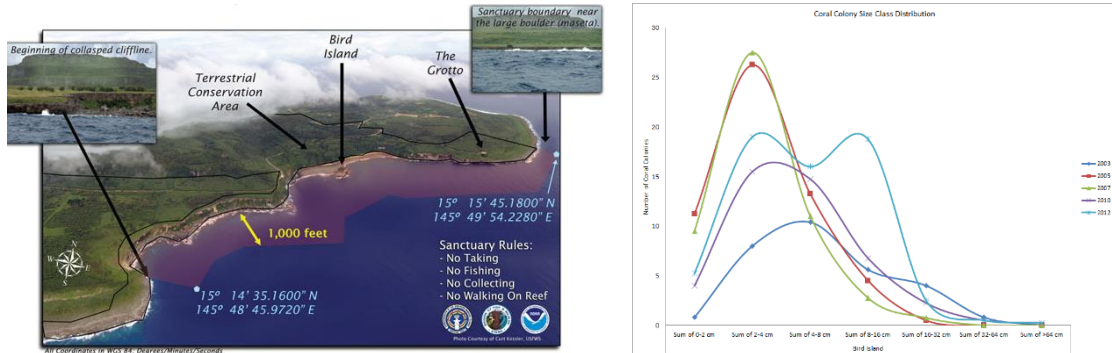 Beginning of collasped cliffline.
Sanctuary boundary near
the large boulder (maseta).
Bird
Island
The
Grotto
Terrestrial
Conservation
Area
15º 15' 45.1800" N
145º 49' 54.2280" E
1,000 feet
N
W
E
S
Sanctuary Rules:
- No Taking
- No Fishing
- No Collecting
- No Walking On Reef
15º 14' 35.1600" N
145º 48' 45.9720" E
Photo Courtesy of Curt Kessler, USFWS
All Coordinates in WGS 84: Degrees/Minutes/Seconds
Coral Colony Size Class Distribution
Number of Coral Colonies
30
25
20
15
10
5
0
Sum of 0-2 cm
Sum of 2-4 cm
Sum of 4-8 cm
Sum of 8-16 cm
Sum of 16-32 cm
Sum of 32-64 cm
Sum of >64 cm
Bird Island
2003
2005
2007
2010
2012